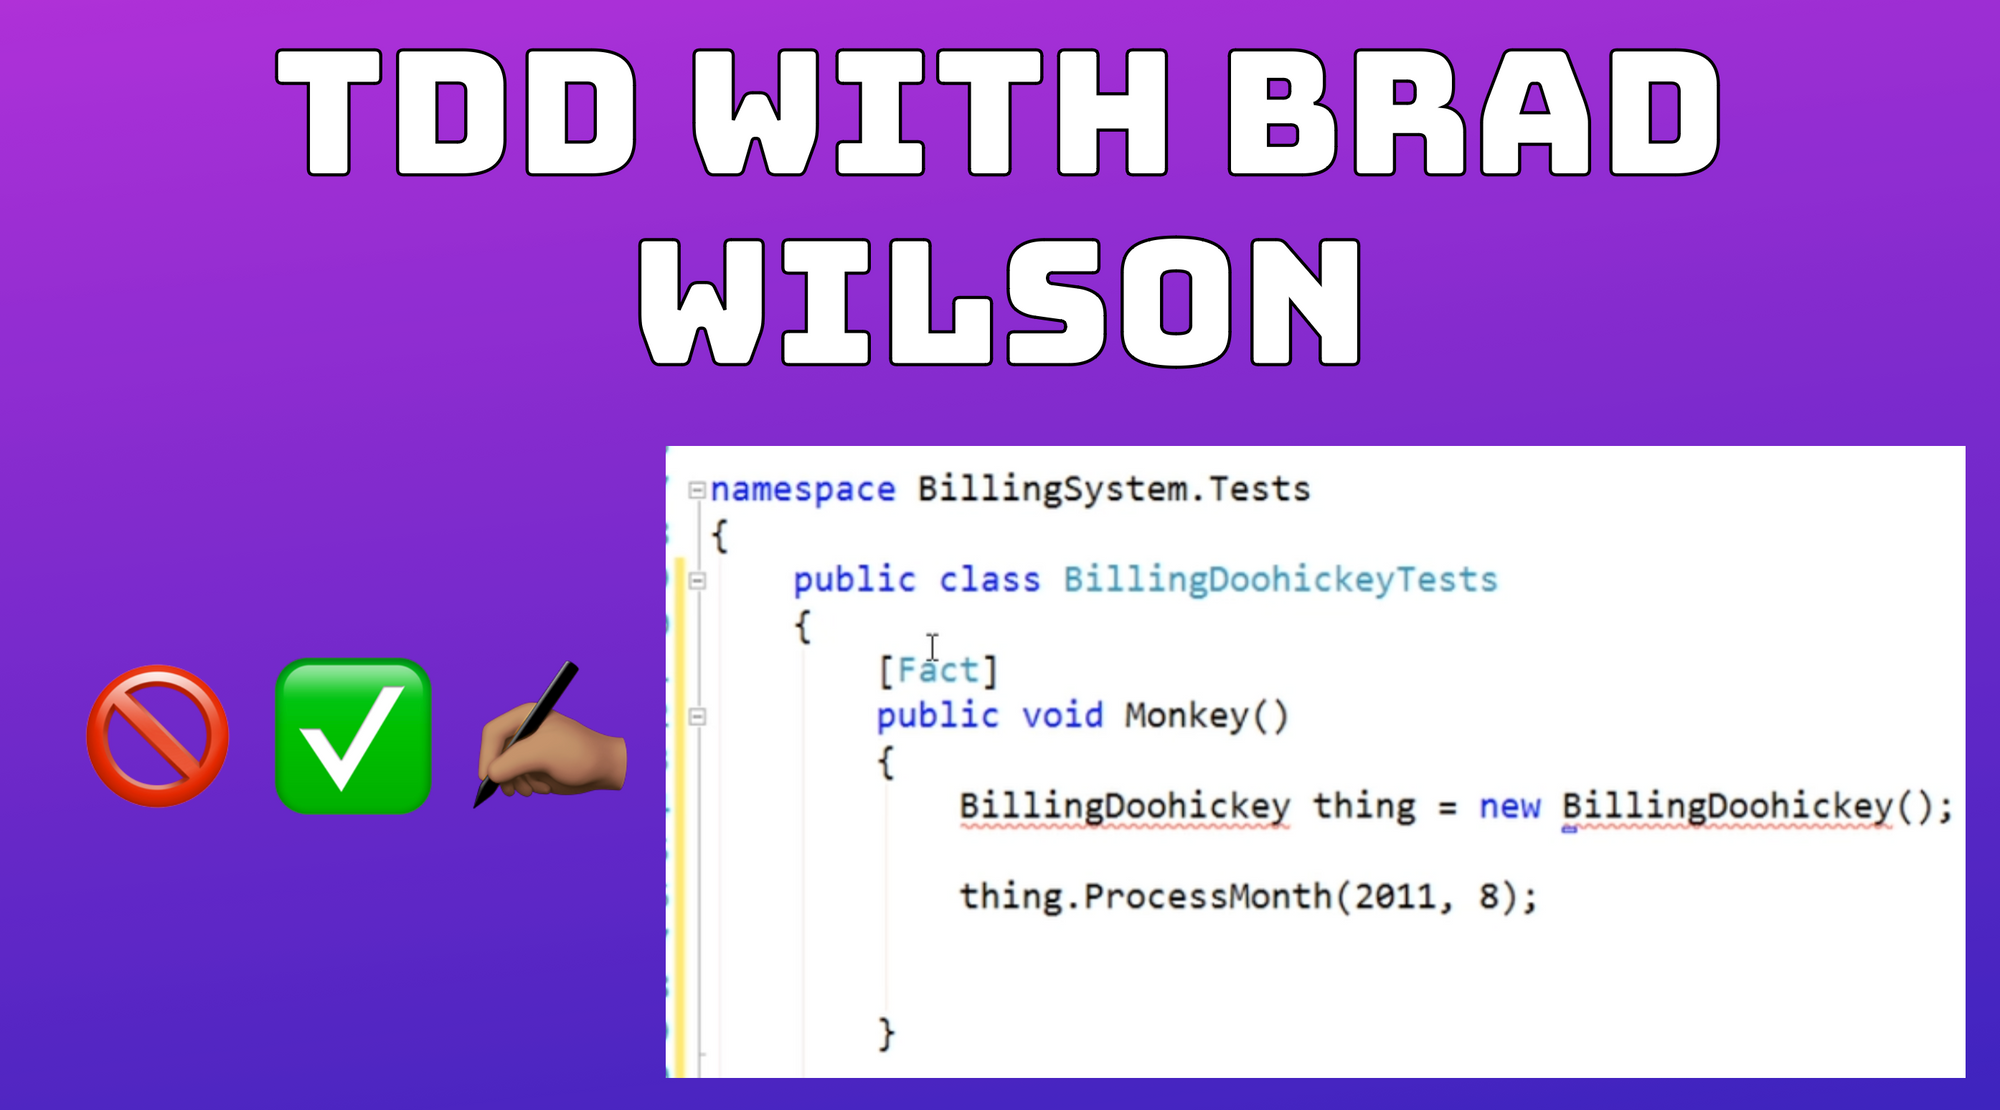 TDD WITH BRAD
WILSON
namespace BillingSystem.Tests
{
public class BillingDoohickeyTests
{
[Fact]
public void Monkey()
{
BillingDoohickey thing = new BillingDoohickey();
thing.ProcessMonth(2011, 8);
}